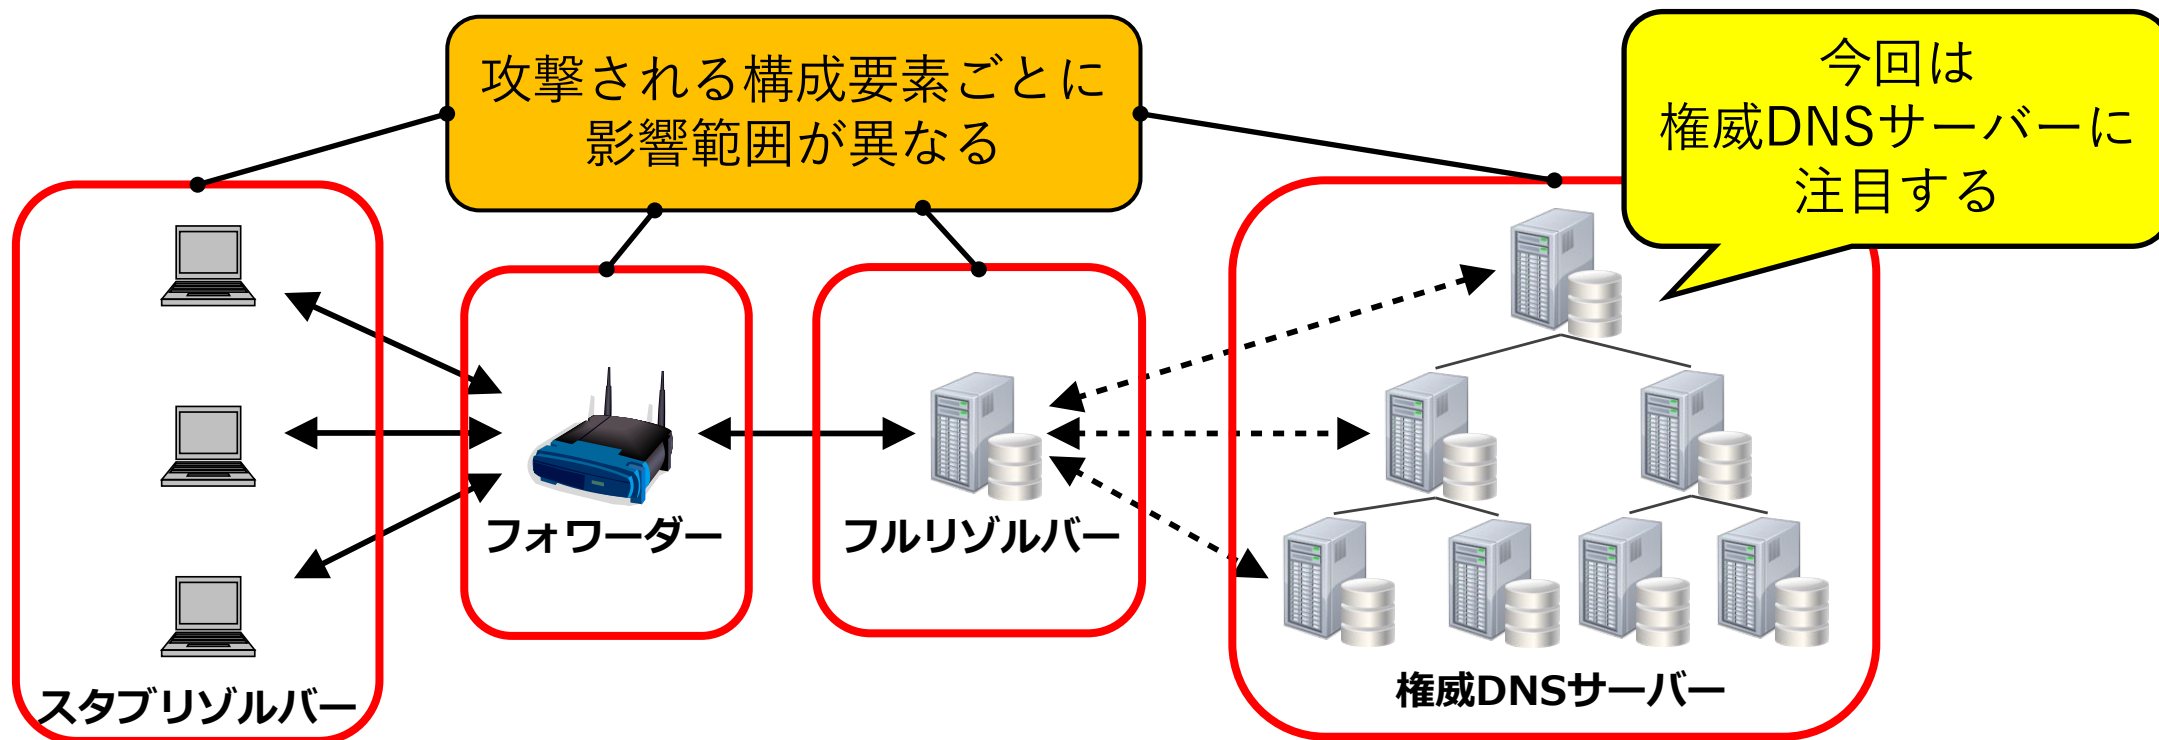 攻撃される構成要素ごとに
影響範囲が異なる
今回は
権威DNSサーバーに
注目する
フォワーダー
フルリゾルバー
スタブリゾルバー
権威DNSサーバー